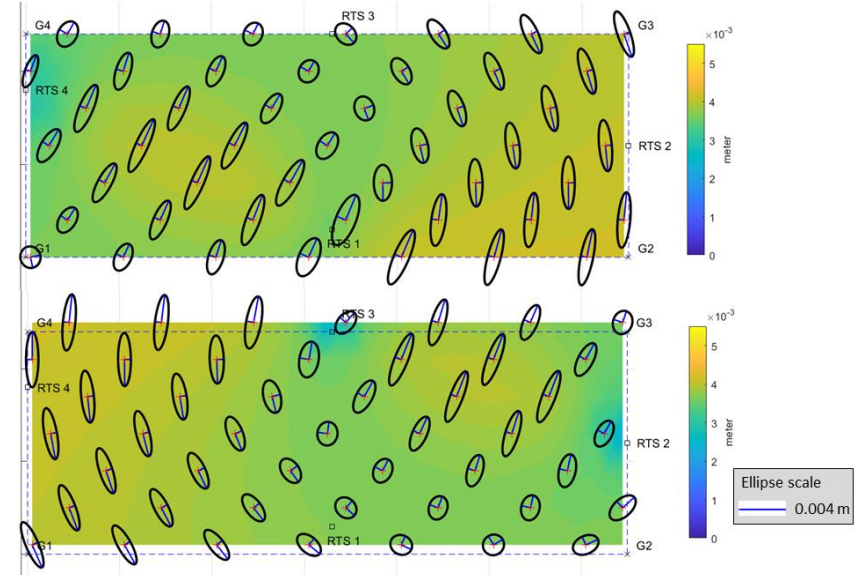 RTS 3
G4
G3
×10⁻³
5
4
RTS 4
3
RTS 2
meter
2
1
G1
RTS 1
G2
0
×10⁻³
G4
RTS 3
G3
5
4
RTS 4
3
RTS 2
meter
2
1
Ellipse scale
0.004 m
G1
RTS 1
G2
0